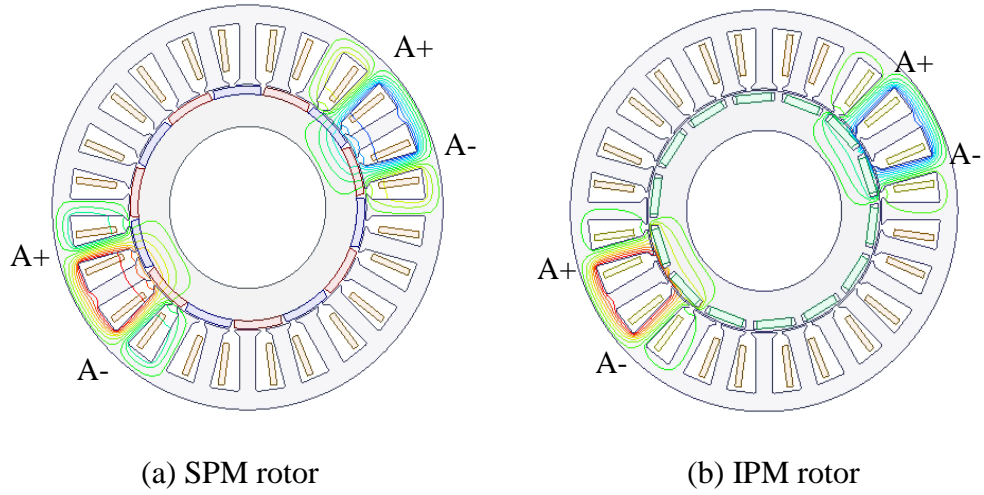 A+
A-
A+
A-
(a) SPM rotor
A+
A-
A+
A-
(b) IPM rotor